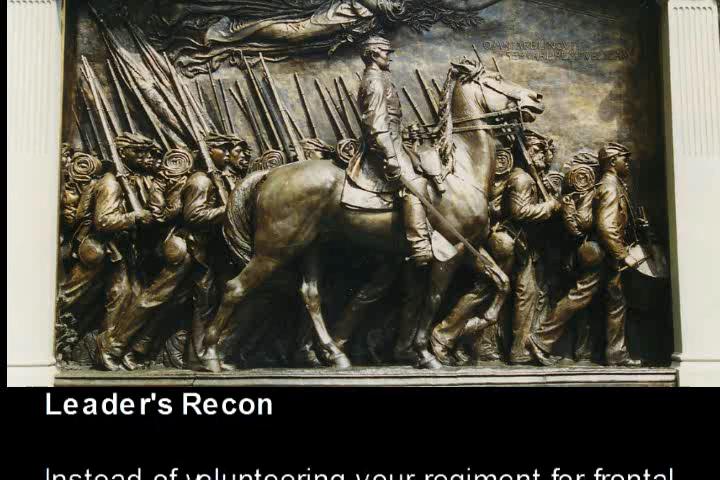 Leader's Recon
Instead of volunteering your regiment for frontal